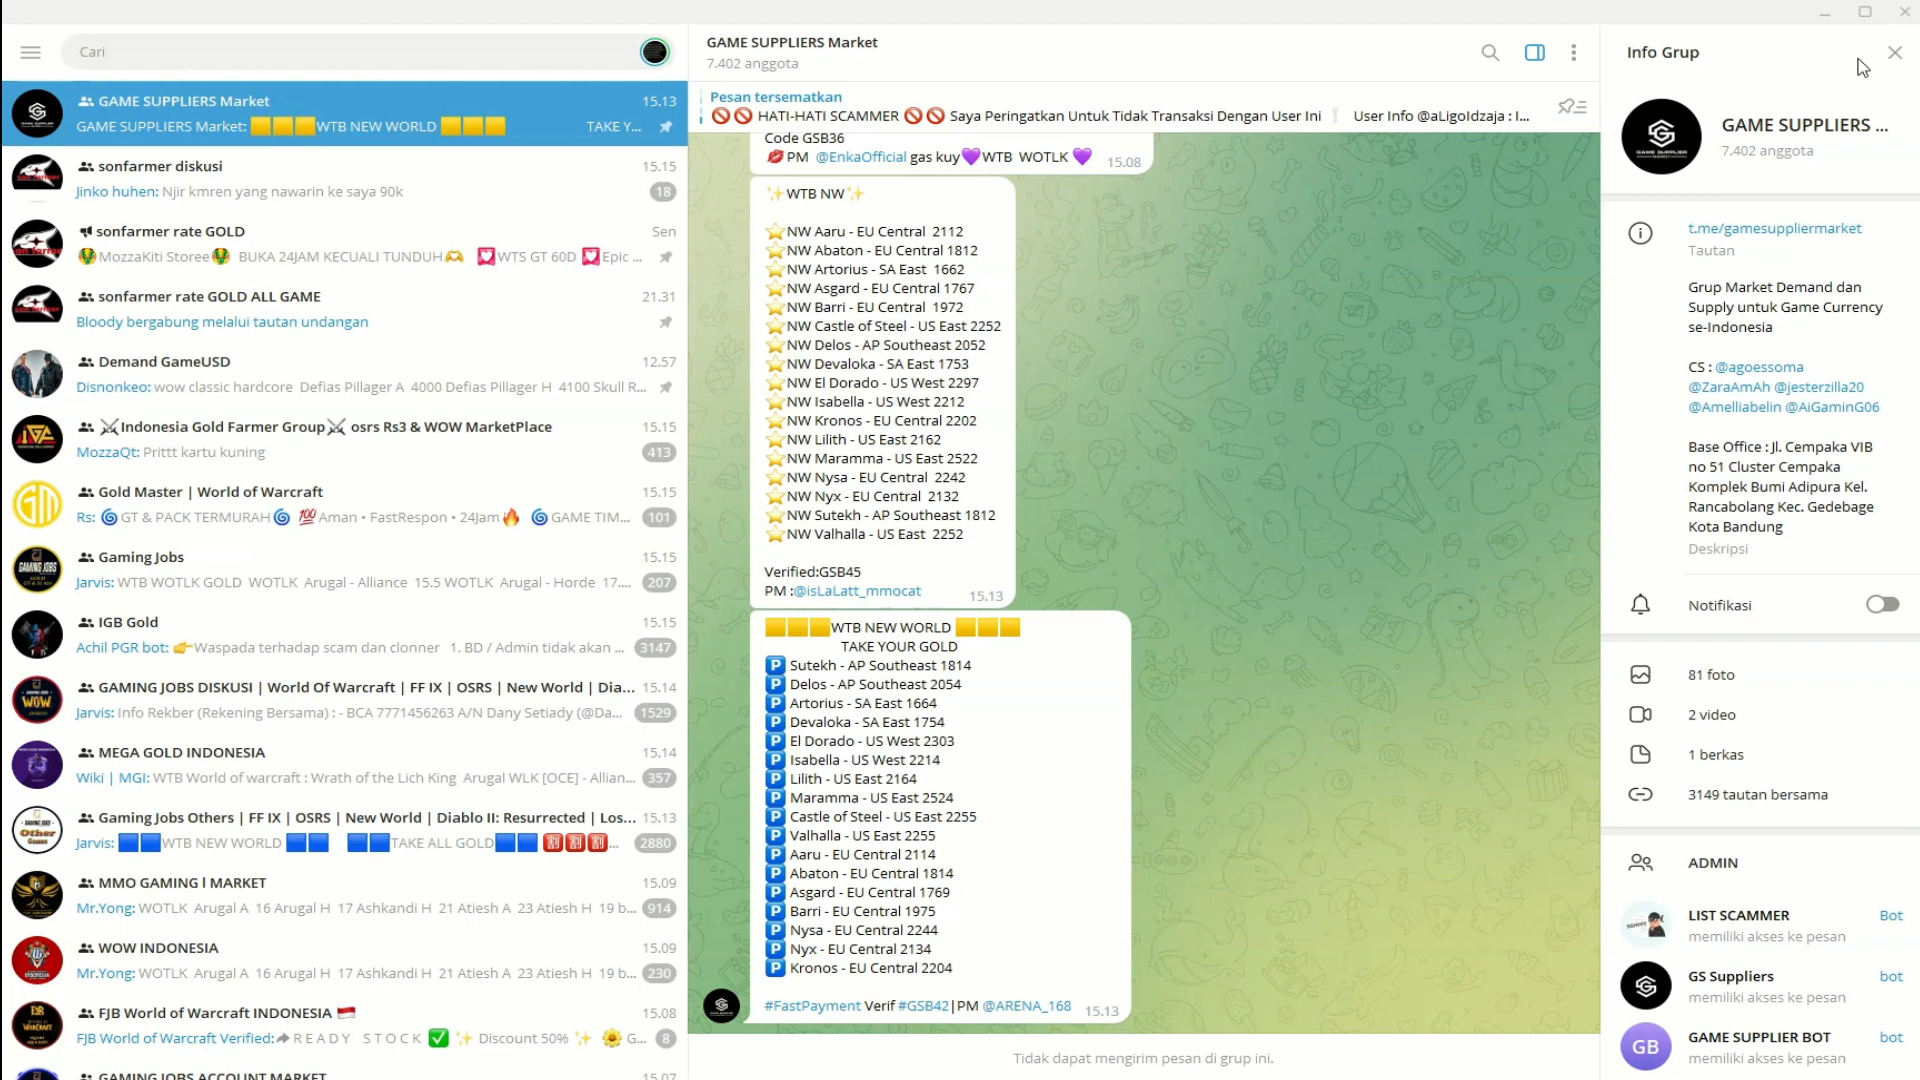 Cari
GAME SUPPLIERS Market 15.13
GAME SUPPLIERS Market: 🟨🟨🟨WTB NEW WORLD 🟨🟨🟨 TAKE Y...
sonfarmer diskusi 15.15
Jinko huhen: Njir kmren yang nawarin ke saya 90k 18
sonfarmer rate GOLD Sen
MozzaKiti Storee BUKA 24JAM KECUALI TUNDUH🫶 💟WTS GT 60D 💟Epic ...
sonfarmer rate GOLD ALL GAME 21.31
Bloody bergabung melalui tautan undangan
Demand GameUSD 12.57
Disnonkeo: wow classic hardcore Defias Pillager A 4000 Defias Pillager H 4100 Skull R...
⚔Indonesia Gold Farmer Group⚔ osrs Rs3 & WOW MarketPlace 15.15
MozzaQt: Prittt kartu kuning 413
Gold Master | World of Warcraft 15.15
Rs: 🌀GT & PACK TERMURAH🌀 💯Aman • FastRespon • 24Jam🔥 🌀GAME TIM... 101
Gaming Jobs 15.15
Jarvis: WTB WOTLK GOLD WOTLK Arugal - Alliance 15.5 WOTLK Arugal - Horde 17.... 207
IGB Gold 15.15
Achil PGR bot: 👉Waspada terhadap scam dan clonner 1. BD / Admin tidak akan ... 3147
GAMING JOBS DISKUSI | World Of Warcraft | FF IX | OSRS | New World | Dia... 15.14
Jarvis: Info Rekber (Rekening Bersama) : - BCA 7771456263 A/N Dany Setiady (@Da... 1529
MEGA GOLD INDONESIA 15.14
Wiki | MGI: WTB World of warcraft : Wrath of the Lich King Arugal WLK [OCE] - Allian... 357
Gaming Jobs Others | FF IX | OSRS | New World | Diablo II: Resurrected | Los... 15.13
Jarvis: 🟦🟦WTB NEW WORLD 🟦🟦 🟦🟦TAKE ALL GOLD🟦🟦 🈹🈹🈹... 2880
MMO GAMING l MARKET 15.09
Mr.Yong: WOTLK Arugal A 16 Arugal H 17 Ashkandi H 21 Atiesh A 23 Atiesh H 19 b... 914
WOW INDONESIA 15.09
Mr.Yong: WOTLK Arugal A 16 Arugal H 17 Ashkandi H 21 Atiesh A 23 Atiesh H 19 b... 230
FJB World of Warcraft INDONESIA 🇮🇩 15.08
FJB World of Warcraft Verified: R E A D Y S T O C K ✅ ✨ Discount 50% ✨ 🌼 G... 8
GAMING JOBS ACCOUNT MARKET 15.07
GAME SUPPLIERS Market
7.402 anggota
Pesan tersematkan
🚫🚫 HATI-HATI SCAMMER 🚫🚫 Saya Peringatkan Untuk Tidak Transaksi Dengan User Ini ❕ User Info @aLigoIdzaja : I...
Code GSB36
💋PM @EnkaOfficial gas kuy💜WTB WOTLK 💜 15.08
✨WTB NW✨
⭐NW Aaru - EU Central 2112
⭐NW Abaton - EU Central 1812
⭐NW Artorius - SA East 1662
⭐NW Asgard - EU Central 1767
⭐NW Barri - EU Central 1972
⭐NW Castle of Steel - US East 2252
⭐NW Delos - AP Southeast 2052
⭐NW Devaloka - SA East 1753
⭐NW El Dorado - US West 2297
⭐NW Isabella - US West 2212
⭐NW Kronos - EU Central 2202
⭐NW Lilith - US East 2162
⭐NW Maramma - US East 2522
⭐NW Nysa - EU Central 2242
⭐NW Nyx - EU Central 2132
⭐NW Sutekh - AP Southeast 1812
⭐NW Valhalla - US East 2252
Verified:GSB45
PM :@isLaLatt_mmocat 15.13
🟨🟨🟨WTB NEW WORLD 🟨🟨🟨
TAKE YOUR GOLD
🅿 Sutekh - AP Southeast 1814
🅿 Delos - AP Southeast 2054
🅿 Artorius - SA East 1664
🅿 Devaloka - SA East 1754
🅿 El Dorado - US West 2303
🅿 Isabella - US West 2214
🅿 Lilith - US East 2164
🅿 Maramma - US East 2524
🅿 Castle of Steel - US East 2255
🅿 Valhalla - US East 2255
🅿 Aaru - EU Central 2114
🅿 Abaton - EU Central 1814
🅿 Asgard - EU Central 1769
🅿 Barri - EU Central 1975
🅿 Nysa - EU Central 2244
🅿 Nyx - EU Central 2134
🅿 Kronos - EU Central 2204
#FastPayment Verif #GSB42|PM @ARENA_168 15.13
Tidak dapat mengirim pesan di grup ini.
Info Grup
GAME SUPPLIERS ...
7.402 anggota
t.me/gamesuppliermarket
Tautan
Grup Market Demand dan
Supply untuk Game Currency
se-Indonesia
CS : @agoessoma
@ZaraAmAh @jesterzilla20
@Amelliabelin @AiGaminG06
Base Office : Jl. Cempaka VIB
no 51 Cluster Cempaka
Komplek Bumi Adipura Kel.
Rancabolang Kec. Gedebage
Kota Bandung
Deskripsi
Notifikasi
81 foto
2 video
1 berkas
3149 tautan bersama
ADMIN
LIST SCAMMER Bot
memiliki akses ke pesan
GS Suppliers bot
memiliki akses ke pesan
GB
GAME SUPPLIER BOT bot
memiliki akses ke pesan